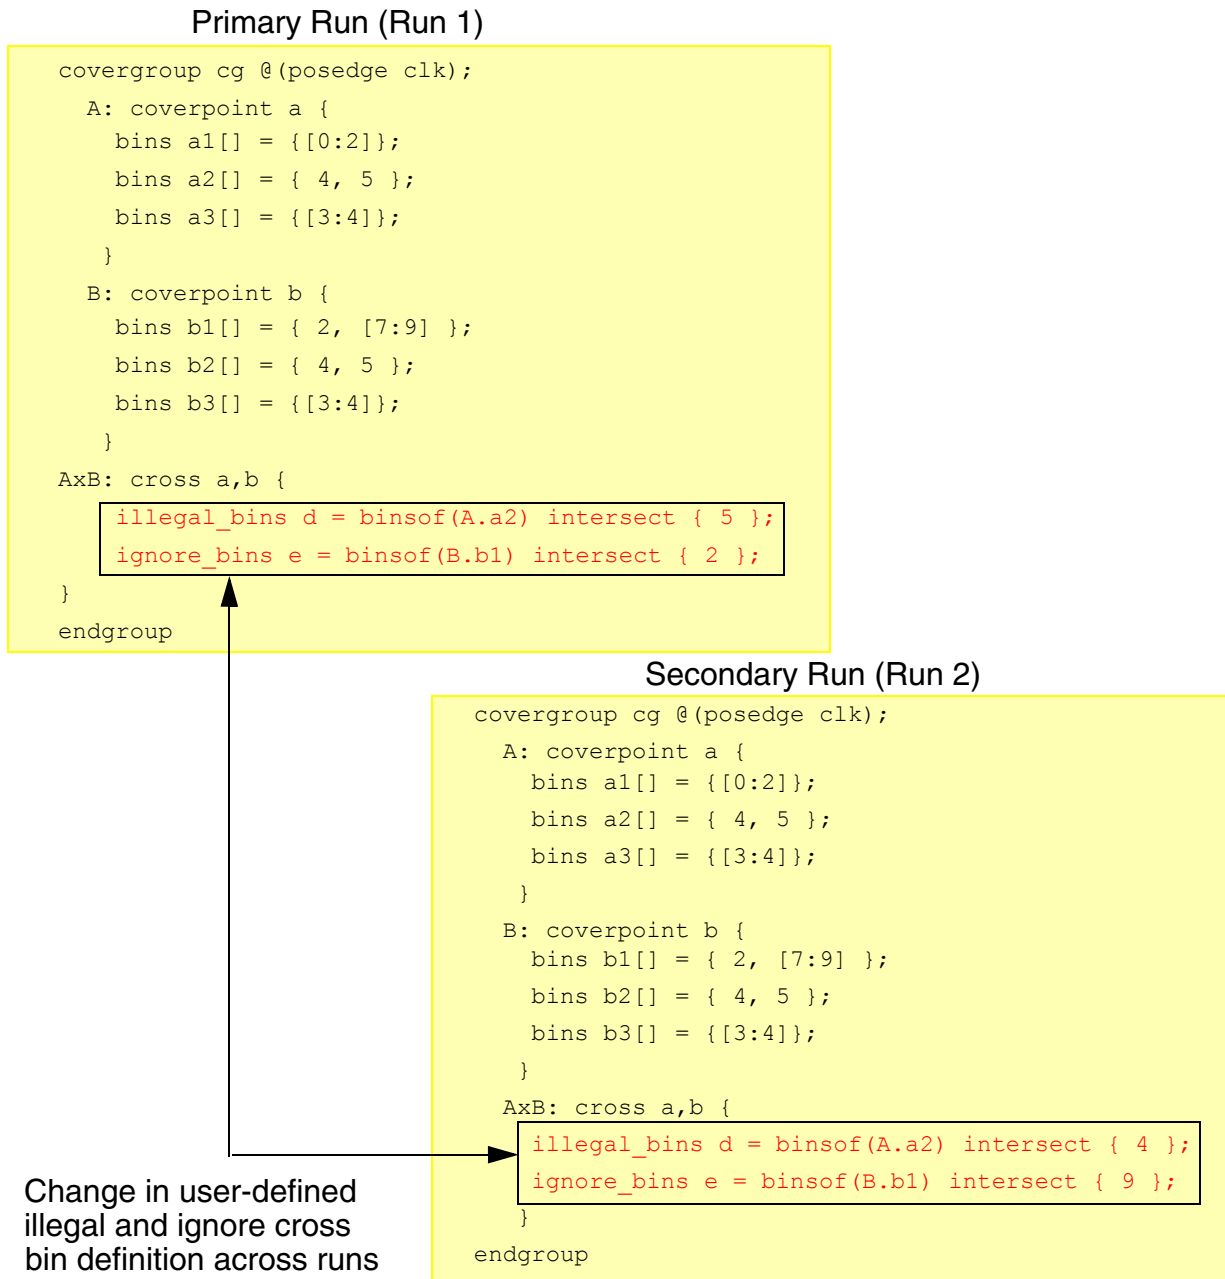 Primary Run (Run 1)
covergroup cg @(posedge clk);
A: coverpoint a {
bins a1[] = {[0:2]};
bins a2[] = { 4, 5 };
bins a3[] = {[3:4]};
}
B: coverpoint b {
bins b1[] = { 2, [7:9] };
bins b2[] = { 4, 5 };
bins b3[] = {[3:4]};
}
AxB: cross a,b {
illegal_bins d = binsof(A.a2) intersect { 5 };
ignore_bins e = binsof(B.b1) intersect { 2 };
}
endgroup
Secondary Run (Run 2)
covergroup cg @(posedge clk);
A: coverpoint a {
bins a1[] = {[0:2]};
bins a2[] = { 4, 5 };
bins a3[] = {[3:4]};
}
B: coverpoint b {
bins b1[] = { 2, [7:9] };
bins b2[] = { 4, 5 };
bins b3[] = {[3:4]};
}
AxB: cross a,b {
illegal_bins d = binsof(A.a2) intersect { 4 };
ignore_bins e = binsof(B.b1) intersect { 9 };
}
endgroup
Change in user-defined
illegal and ignore cross
bin definition across runs